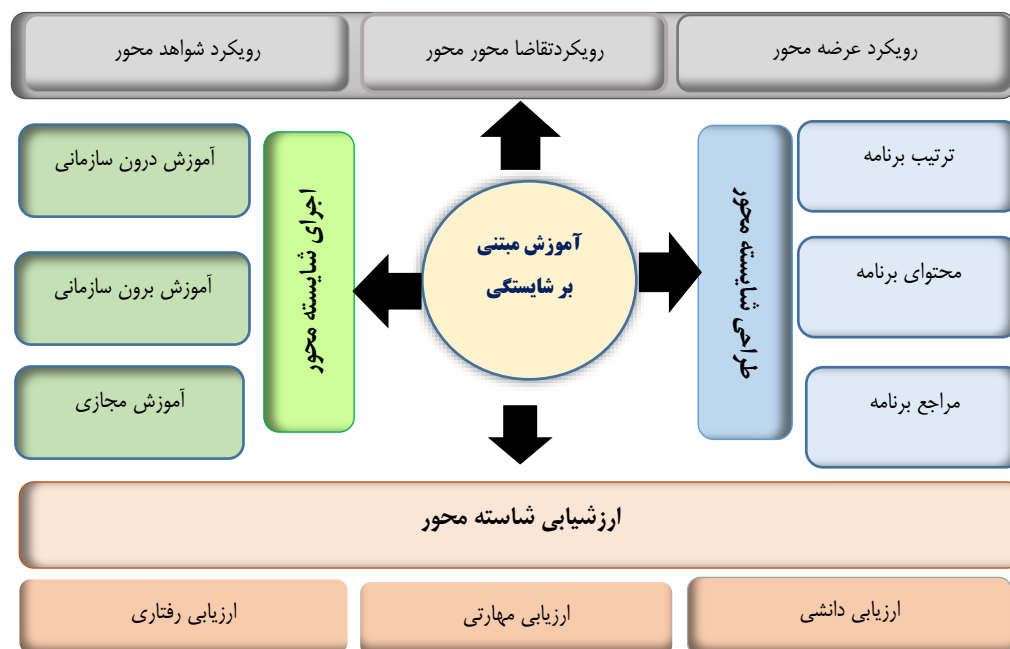 رویکرد عرضه محور
رویکردتقاضا محور محور
رویکرد شواهد محور
ترتیب برنامه
محتوای برنامه
مراجع برنامه
طراحی شایسته محور
آموزش مبتنی
بر شایستگی
اجرای شایسته محور
آموزش درون سازمانی
آموزش برون سازمانی
آموزش مجازی
ارزشیابی شاسته محور
ارزیابی دانشی
ارزیابی مهارتی
ارزیابی رفتاری